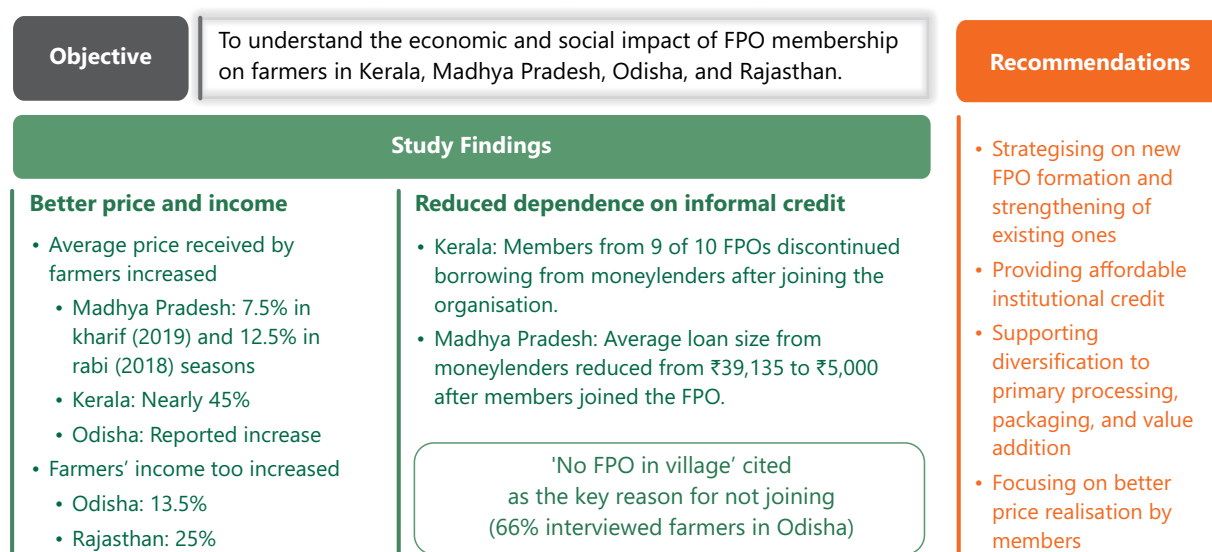 Objective
To understand the economic and social impact of FPO membership
on farmers in Kerala, Madhya Pradesh, Odisha, and Rajasthan.
Study Findings
Better price and income
• Average price received by
farmers increased
• Madhya Pradesh: 7.5% in
kharif (2019) and 12.5% in
rabi (2018) seasons
• Kerala: Nearly 45%
• Odisha: Reported increase
• Farmers’ income too increased
• Odisha: 13.5%
• Rajasthan: 25%
Reduced dependence on informal credit
• Kerala: Members from 9 of 10 FPOs discontinued
borrowing from moneylenders after joining the
organisation.
• Madhya Pradesh: Average loan size from
moneylenders reduced from ₹39,135 to ₹5,000
after members joined the FPO.
'No FPO in village’ cited
as the key reason for not joining
(66% interviewed farmers in Odisha)
Recommendations
• Strategising on new
FPO formation and
strengthening of
existing ones
• Providing affordable
institutional credit
• Supporting
diversification to
primary processing,
packaging, and value
addition
• Focusing on better
price realisation by
members